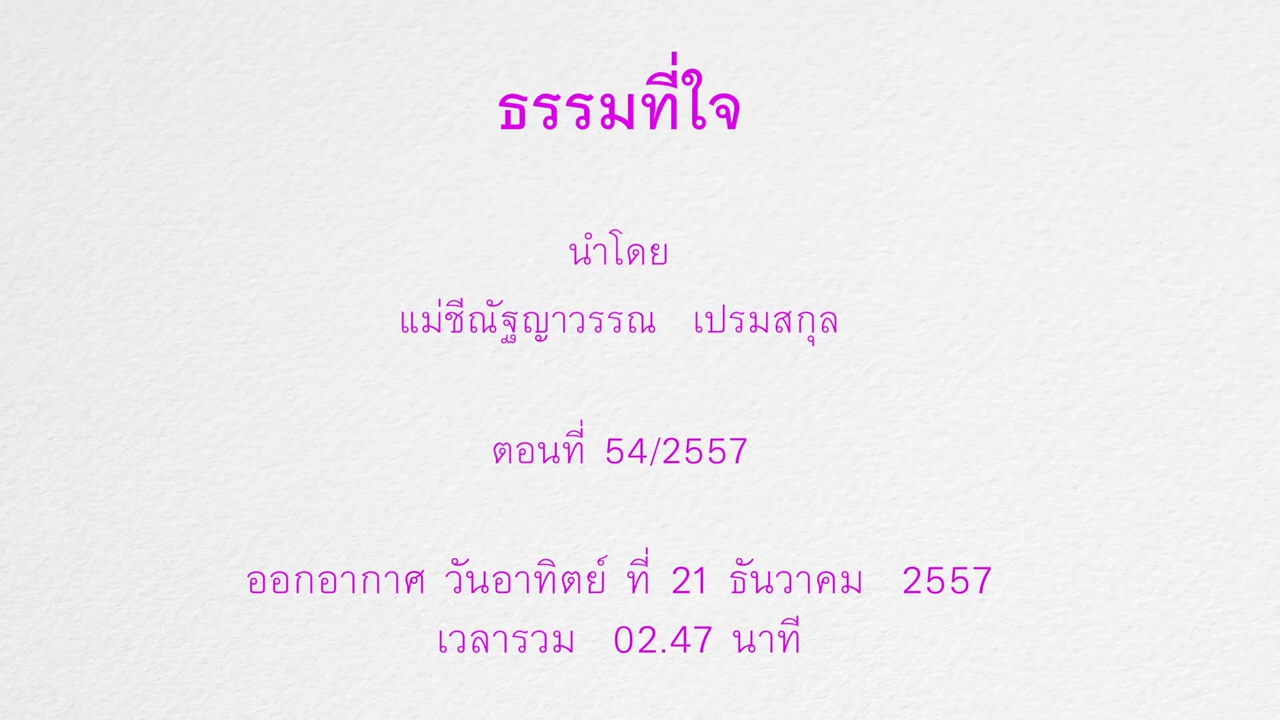 ธรรมที่ใจ
นำโดย
แม่ชีณัฐญาวรรณ เปรมสกุล
ตอนที่ 54/2557
ออกอากาศ วันอาทิตย์ ที่ 21 ธันวาคม 2557
เวลารวม 02.47 นาที